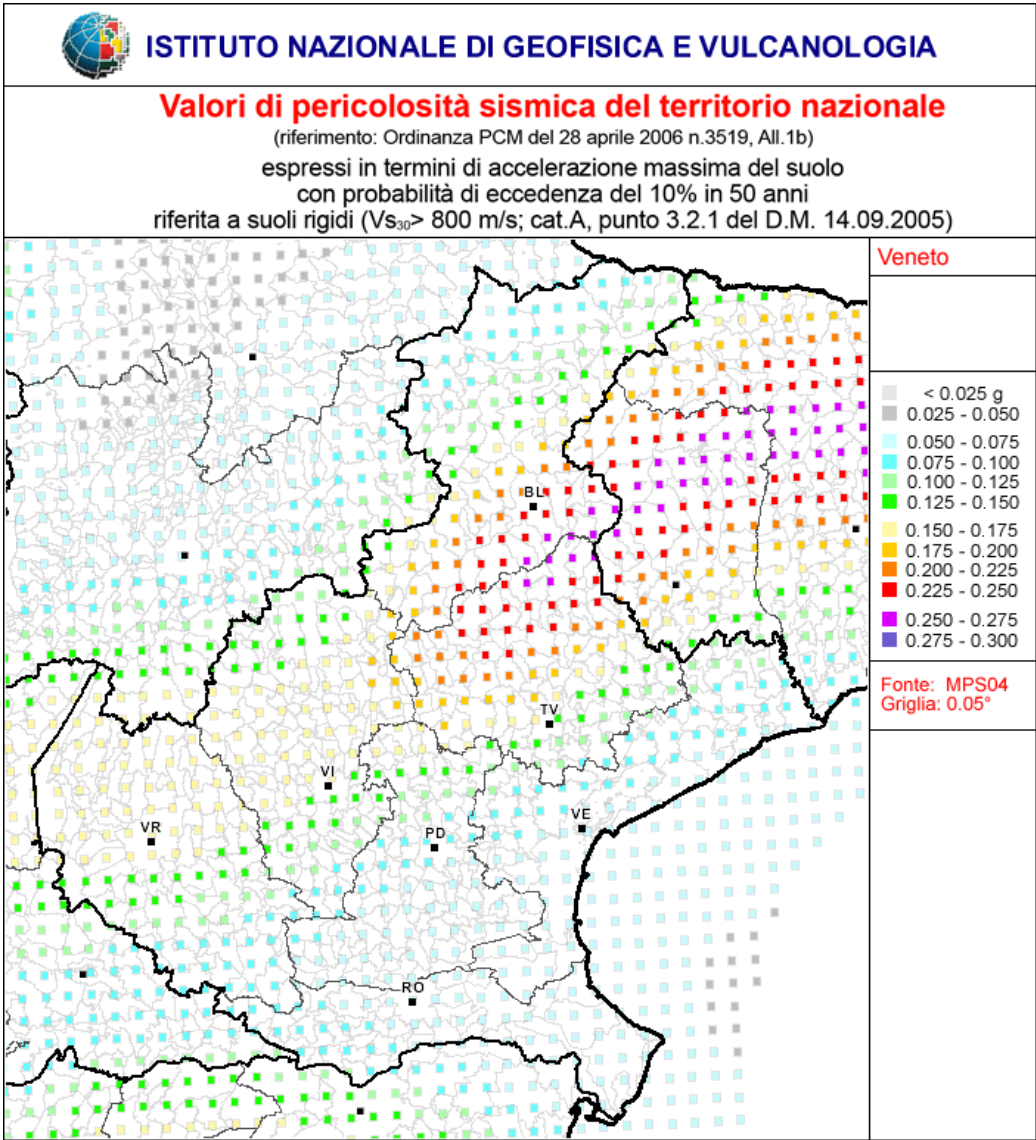 ISTITUTO NAZIONALE DI GEOFISICA E VULCANOLOGIA
Valori di pericolosità sismica del territorio nazionale
(riferimento: Ordinanza PCM del 28 aprile 2006 n.3519, All.1b)
espressi in termini di accelerazione massima del suolo
con probabilità di eccedenza del 10% in 50 anni
riferita a suoli rigidi (Vs₃₀> 800 m/s; cat.A, punto 3.2.1 del D.M. 14.09.2005)
Veneto
< 0.025 g
0.025 - 0.050
0.050 - 0.075
0.075 - 0.100
0.100 - 0.125
0.125 - 0.150
0.150 - 0.175
0.175 - 0.200
0.200 - 0.225
0.225 - 0.250
0.250 - 0.275
0.275 - 0.300
Fonte: MPS04
Griglia: 0.05°
BL
TV
VI
VR
PD
VE
RO